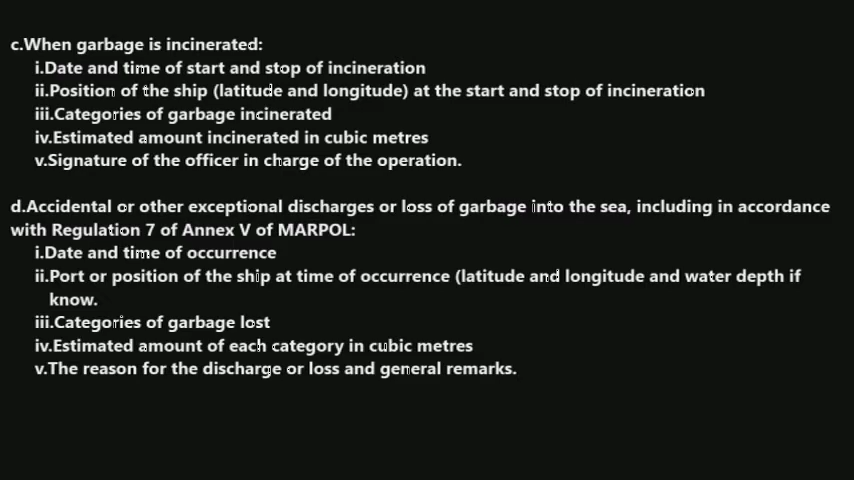 c.When garbage is incinerated:
i.Date and time of start and stop of incineration
ii.Position of the ship (latitude and longitude) at the start and stop of incineration
iii.Categories of garbage incinerated
iv.Estimated amount incinerated in cubic metres
v.Signature of the officer in charge of the operation.
d.Accidental or other exceptional discharges or loss of garbage into the sea, including in accordance
with Regulation 7 of Annex V of MARPOL:
i.Date and time of occurrence
ii.Port or position of the ship at time of occurrence (latitude and longitude and water depth if
know.
iii.Categories of garbage lost
iv.Estimated amount of each category in cubic metres
v.The reason for the discharge or loss and general remarks.